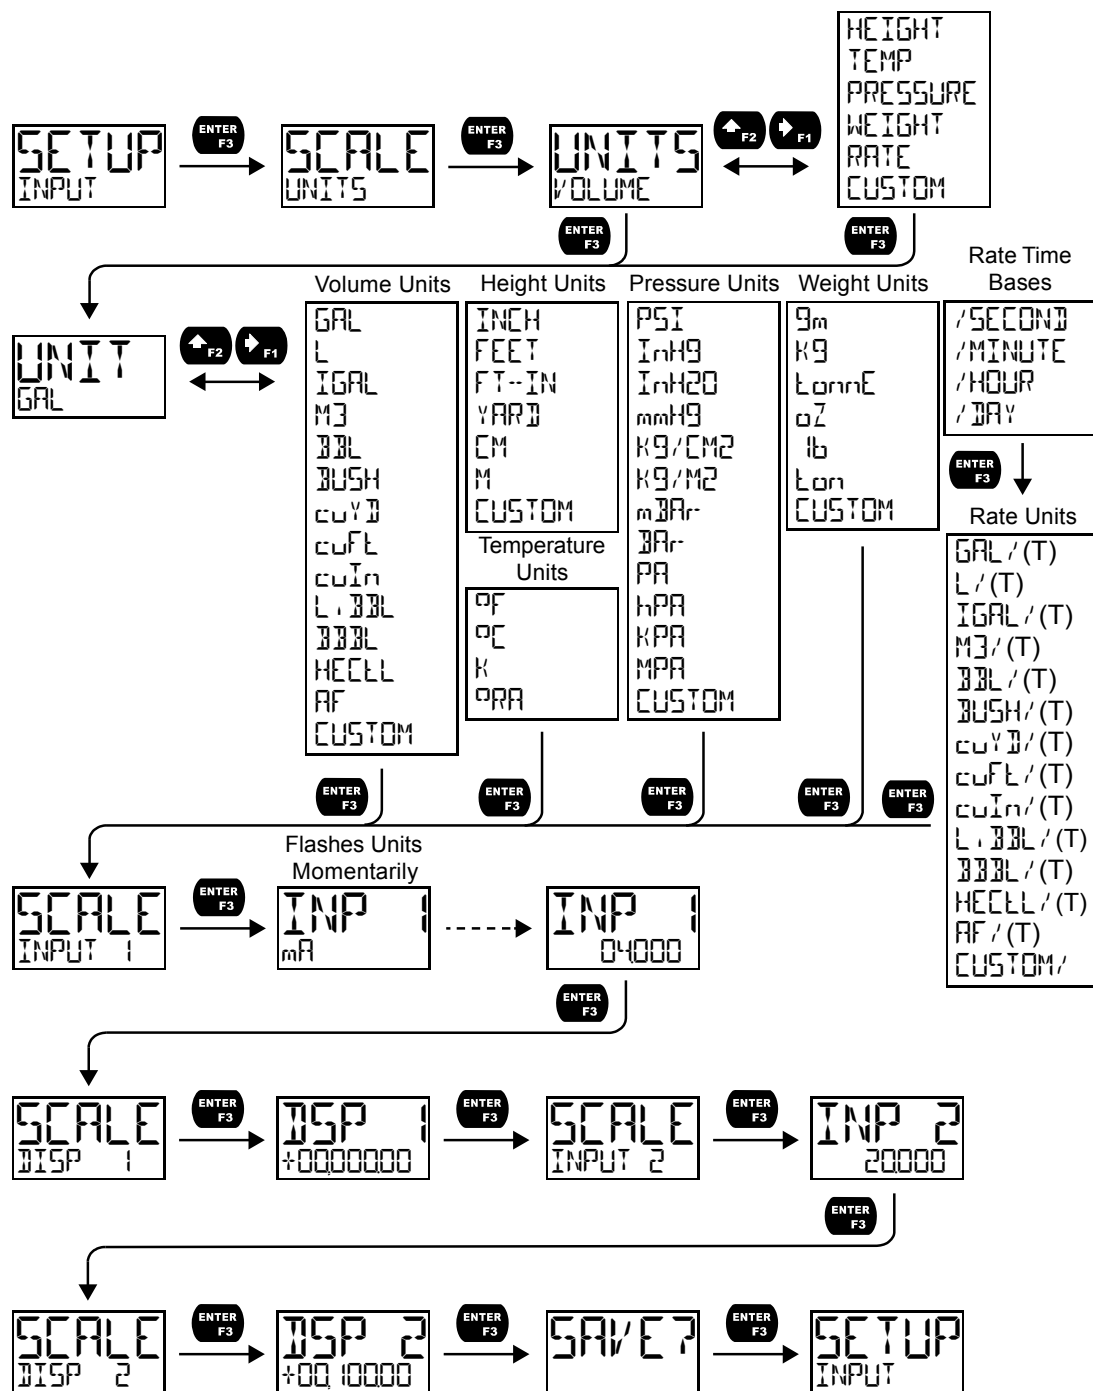 HEIGHT
TEMP
PRESSURE
WEIGHT
RATE
CUSTOM
SETUP
INPUT
ENTER
F3
SCALE
UNITS
ENTER
F3
UNITS
VOLUME
F2
F1
ENTER
F3
ENTER
F3
UNIT
GAL
F2
F1
Volume Units
GAL
L
IGAL
M3
BBL
BUSH
cuYD
cuFt
cuIn
Li BBL
BBBL
HECtL
AF
CUSTOM
Height Units
INCH
FEET
FT-IN
YARD
CM
M
CUSTOM
Temperature
Units
°F
°C
K
°RA
Pressure Units
PSI
InHg
InH2O
mmHg
Kg/CM2
Kg/M2
mBAr
BAr
PA
hPA
KPA
MPA
CUSTOM
Weight Units
gm
Kg
tonnE
oZ
lb
ton
CUSTOM
Rate Time
Bases
/SECOND
/MINUTE
/HOUR
/DAY
ENTER
F3
Rate Units
GAL/(T)
L/(T)
IGAL/(T)
M3/(T)
BBL/(T)
BUSH/(T)
cuYD/(T)
cuFt/(T)
cuIn/(T)
Li BBL/(T)
BBBL/(T)
HECtL/(T)
AF/(T)
CUSTOM/
ENTER
F3
ENTER
F3
ENTER
F3
ENTER
F3
ENTER
F3
SCALE
INPUT 1
ENTER
F3
Flashes Units
Momentarily
INP 1
mA
INP 1
04.000
ENTER
F3
SCALE
DISP 1
ENTER
F3
DSP 1
+00,000.00
ENTER
F3
SCALE
INPUT 2
ENTER
F3
INP 2
20.000
ENTER
F3
SCALE
DISP 2
ENTER
F3
DSP 2
+00,100.00
ENTER
F3
SAVE?
ENTER
F3
SETUP
INPUT